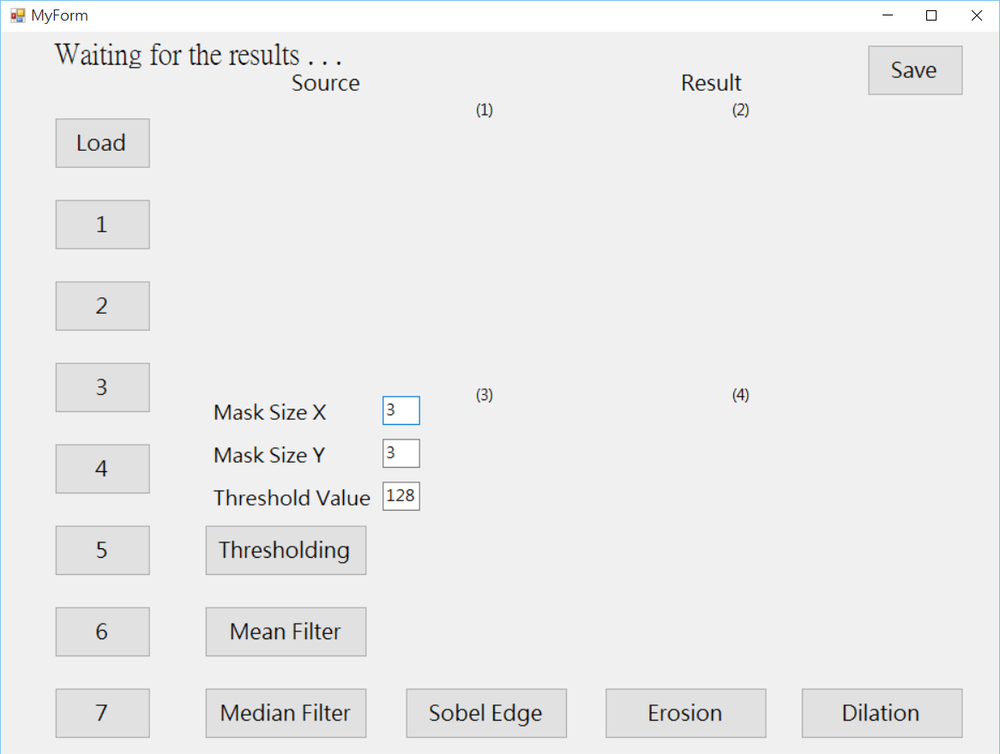 MyForm
Waiting for the results . . .
Save
Source
Result
(1)
(2)
Load
1
2
3
(3)
(4)
Mask Size X
3
Mask Size Y
3
4
Threshold Value
128
5
Thresholding
6
Mean Filter
7
Median Filter
Sobel Edge
Erosion
Dilation